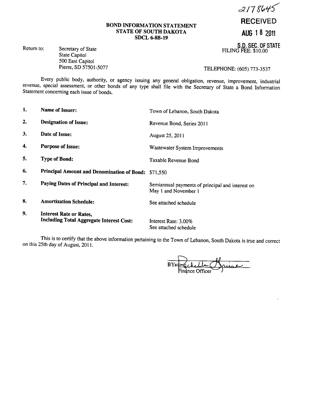 2178645
RECEIVED
AUG 18 2011
S.D. SEC. OF STATE
BOND INFORMATION STATEMENT
STATE OF SOUTH DAKOTA
SDCL 6-8B-19
FILING FEE: $10.00
Return to: Secretary of State
State Capitol
500 East Capitol
Pierre, SD 57501-5077
TELEPHONE: (605) 773-3537
Every public body, authority, or agency issuing any general obligation, revenue, improvement, industrial
revenue, special assessment, or other bonds of any type shall file with the Secretary of State a Bond Information
Statement concerning each issue of bonds.
1. Name of Issuer: Town of Lebanon, South Dakota
2. Designation of Issue: Revenue Bond, Series 2011
3. Date of Issue: August 25, 2011
4. Purpose of Issue: Wastewater System Improvements
5. Type of Bond: Taxable Revenue Bond
6. Principal Amount and Denomination of Bond: $71,550
7. Paying Dates of Principal and Interest: Semiannual payments of principal and interest on
May 1 and November 1
8. Amortization Schedule: See attached schedule
9. Interest Rate or Rates,
Including Total Aggregate Interest Cost: Interest Rate: 3.00%
See attached schedule
This is to certify that the above information pertaining to the Town of Lebanon, South Dakota is true and correct
on this 25th day of August, 2011.
BY:
Finance Officer